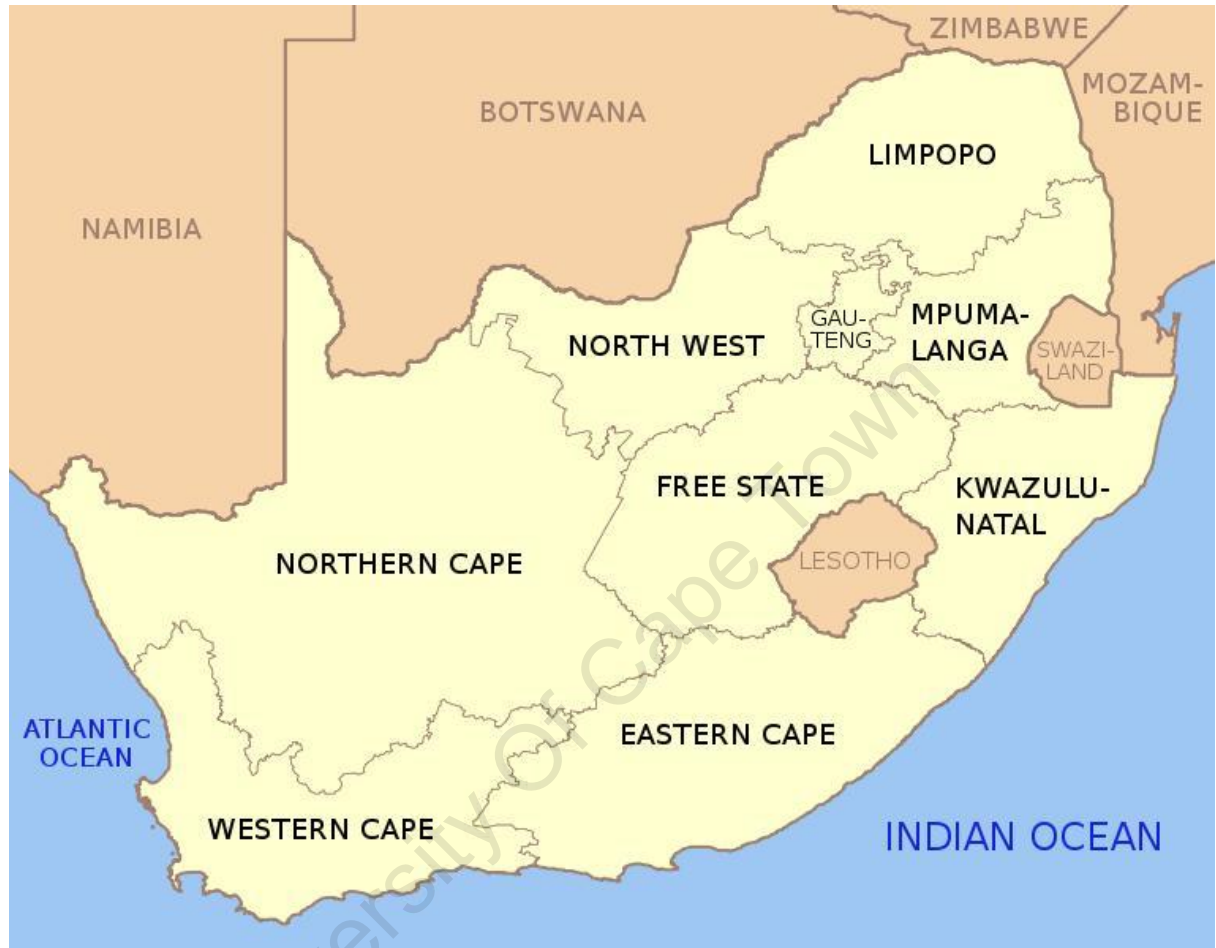 ZIMBABWE
MOZAM-
BIQUE
BOTSWANA
LIMPOPO
NAMIBIA
NORTH WEST
GAU-
TENG
MPUMA-
LANGA
SWAZI-
LAND
FREE STATE
KWAZULU-
NATAL
NORTHERN CAPE
LESOTHO
ATLANTIC
OCEAN
EASTERN CAPE
WESTERN CAPE
INDIAN OCEAN
ersity Of Cape Town